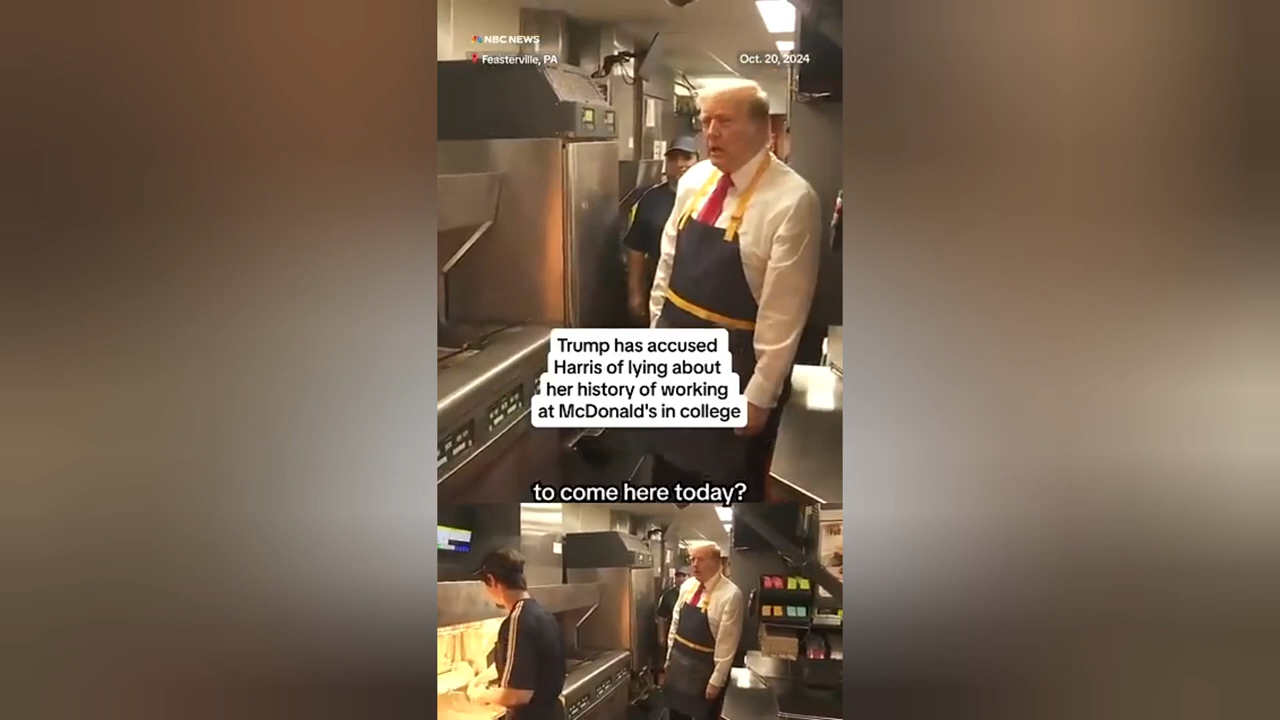 NBC NEWS
Feasterville, PA
Oct. 20, 2024
Trump has accused
Harris of lying about
her history of working
at McDonald's in college
to come here today?